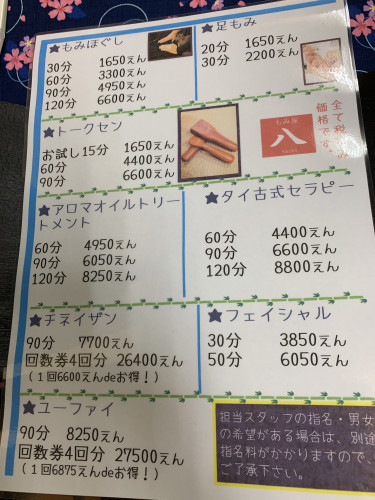 ★もみほぐし
30分 1650えん
60分 3300えん
90分 4950えん
120分 6600えん
★足もみ
20分 1650えん
30分 2200えん
★トークセン
お試し15分 1650えん
60分 4400えん
90分 6600えん
もみ屋
八
全て税込み
価格です。
★アロマオイルトリー
トメント
60分 4950えん
90分 6050えん
120分 8250えん
★タイ古式セラピー
60分 4400えん
90分 6600えん
120分 8800えん
★チネイザン
90分 7700えん
回数券4回分 26400えん
(1回6600えんdeお得!)
★フェイシャル
30分 3850えん
50分 6050えん
★ユーファイ
90分 8250えん
回数券4回分 27500えん
(1回6875えんdeお得!)
担当スタッフの指名・男女
の希望がある場合は、別途
指名料がかかりますので、
ご了承下さい。